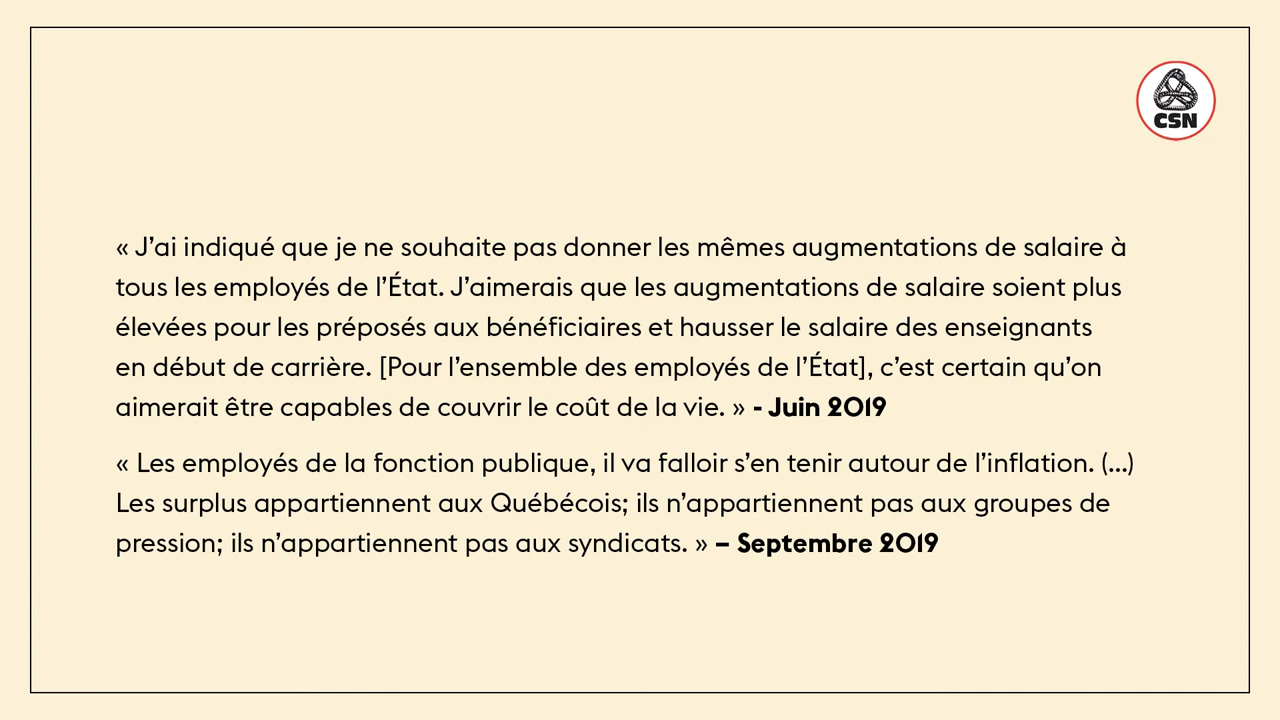 CSN
« J’ai indiqué que je ne souhaite pas donner les mêmes augmentations de salaire à
tous les employés de l’État. J’aimerais que les augmentations de salaire soient plus
élevées pour les préposés aux bénéficiaires et hausser le salaire des enseignants
en début de carrière. [Pour l’ensemble des employés de l’État], c’est certain qu’on
aimerait être capables de couvrir le coût de la vie. » - Juin 2019
« Les employés de la fonction publique, il va falloir s’en tenir autour de l’inflation. (...)
Les surplus appartiennent aux Québécois; ils n’appartiennent pas aux groupes de
pression; ils n’appartiennent pas aux syndicats. » – Septembre 2019